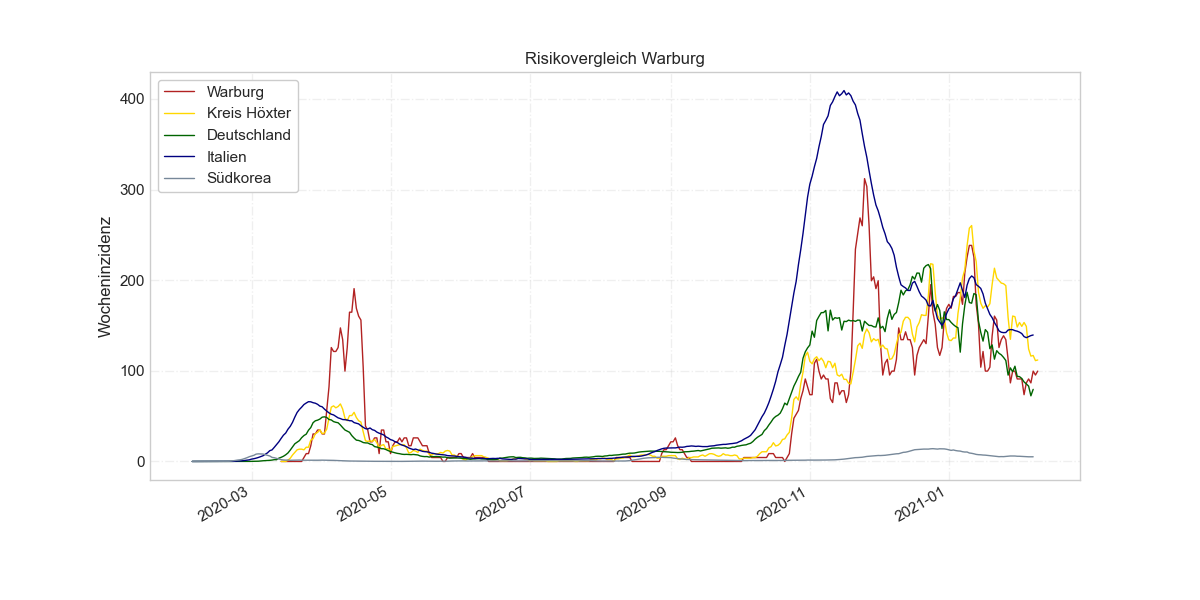 Risikovergleich Warburg
Warburg
Kreis Höxter
Deutschland
Italien
Südkorea
Wocheninzidenz
400
300
200
100
0
2020-03
2020-05
2020-07
2020-09
2020-11
2021-01